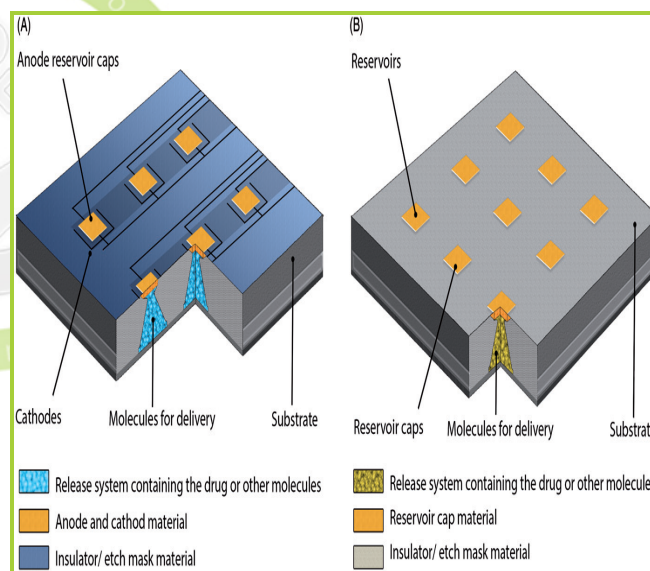 (A)
Anode reservoir caps
Cathodes
Molecules for delivery
Substrate
Release system containing the drug or other molecules
Anode and cathod material
Insulator/ etch mask material
(B)
Reservoirs
Reservoir caps
Molecules for delivery
Substrat
Release system containing the drug or other molecule
Reservoir cap material
Insulator/ etch mask material